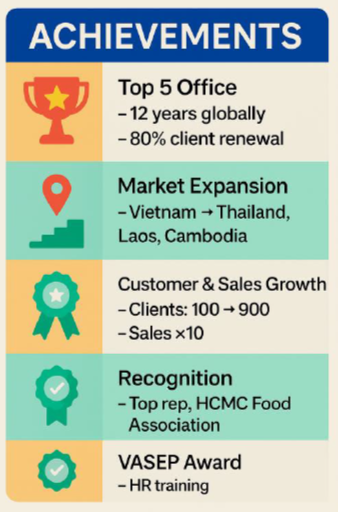 ACHIEVEMENTS
Top 5 Office
– 12 years globally
– 80% client renewal
Market Expansion
– Vietnam → Thailand,
Laos, Cambodia
Customer & Sales Growth
– Clients: 100 → 900
– Sales ×10
Recognition
– Top rep, HCMC Food
Association
VASEP Award
– HR training